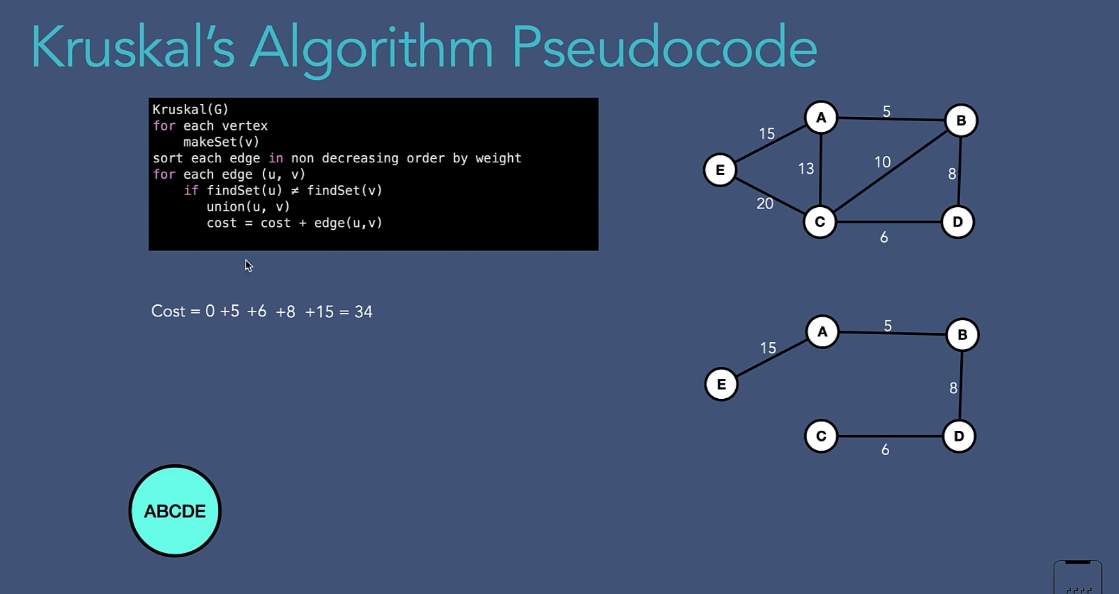 Kruskal's Algorithm Pseudocode
Kruskal(G)
for each vertex
makeSet(v)
sort each edge in non decreasing order by weight
for each edge (u, v)
if findSet(u) ≠ findSet(v)
union(u, v)
cost = cost + edge(u,v)
Cost = 0 +5 +6 +8 +15 = 34
ABCDE
A
5
B
15
E
13
10
8
20
C
D
6
A
5
B
15
E
8
C
D
6